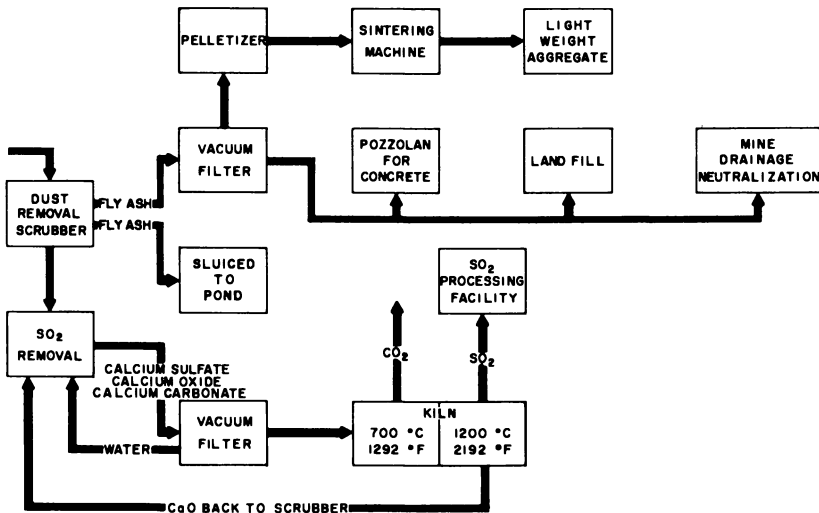 PELLETIZER
SINTERING
MACHINE
LIGHT
WEIGHT
AGGREGATE
VACUUM
FILTER
POZZOLAN
FOR
CONCRETE
LAND FILL
MINE
DRAINAGE
NEUTRALIZATION
DUST
REMOVAL
SCRUBBER
FLY ASH
FLY ASH
SLUICED
TO
POND
SO2
PROCESSING
FACILITY
SO2
REMOVAL
CO2
SO2
CALCIUM SULFATE
CALCIUM OXIDE
CALCIUM CARBONATE
VACUUM
FILTER
KILN
700 °C
1292 °F
1200 °C
2192 °F
WATER
CaO BACK TO SCRUBBER